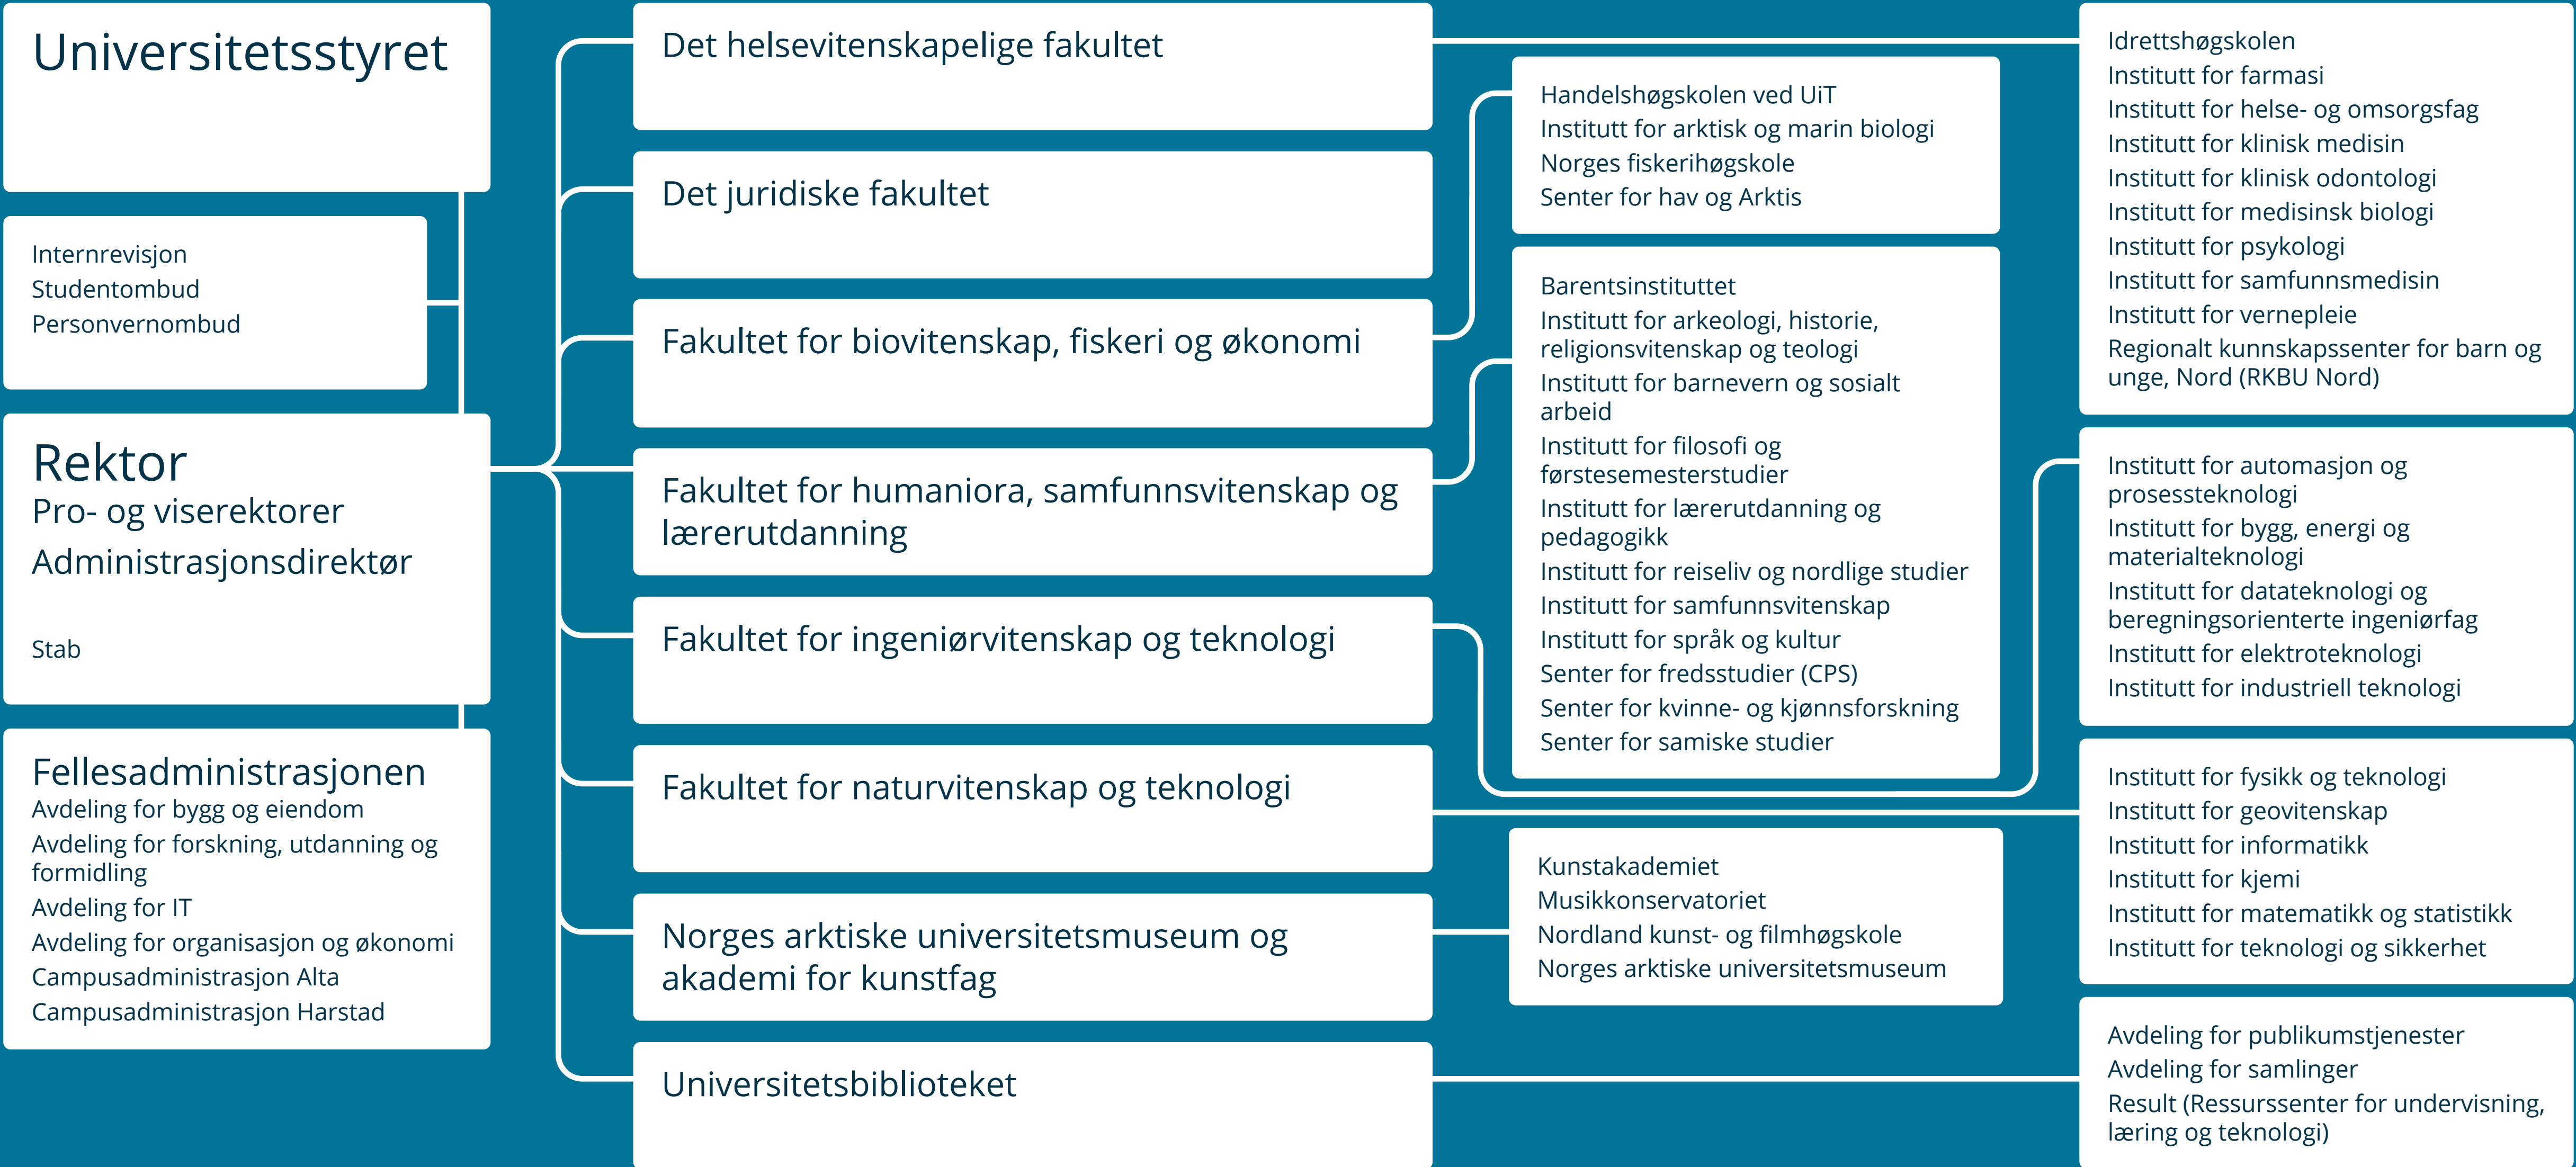 Universitetsstyret
Internrevisjon
Studentombud
Personvernombud
Rektor
Pro- og viserektorer
Administrasjonsdirektør
Stab
Fellesadministrasjonen
Avdeling for bygg og eiendom
Avdeling for forskning, utdanning og
formidling
Avdeling for IT
Avdeling for organisasjon og økonomi
Campusadministrasjon Alta
Campusadministrasjon Harstad
Det helsevitenskapelige fakultet
Det juridiske fakultet
Fakultet for biovitenskap, fiskeri og økonomi
Fakultet for humaniora, samfunnsvitenskap og
lærerutdanning
Fakultet for ingeniørvitenskap og teknologi
Fakultet for naturvitenskap og teknologi
Norges arktiske universitetsmuseum og
akademi for kunstfag
Universitetsbiblioteket
Handelshøgskolen ved UiT
Institutt for arktisk og marin biologi
Norges fiskerihøgskole
Senter for hav og Arktis
Barentsinstituttet
Institutt for arkeologi, historie,
religionsvitenskap og teologi
Institutt for barnevern og sosialt
arbeid
Institutt for filosofi og
førstesemesterstudier
Institutt for lærerutdanning og
pedagogikk
Institutt for reiseliv og nordlige studier
Institutt for samfunnsvitenskap
Institutt for språk og kultur
Senter for fredsstudier (CPS)
Senter for kvinne- og kjønnsforskning
Senter for samiske studier
Kunstakademiet
Musikkonservatoriet
Nordland kunst- og filmhøgskole
Norges arktiske universitetsmuseum
Idrettshøgskolen
Institutt for farmasi
Institutt for helse- og omsorgsfag
Institutt for klinisk medisin
Institutt for klinisk odontologi
Institutt for medisinsk biologi
Institutt for psykologi
Institutt for samfunnsmedisin
Institutt for vernepleie
Regionalt kunnskapssenter for barn og
unge, Nord (RKBU Nord)
Institutt for automasjon og
prosessteknologi
Institutt for bygg, energi og
materialteknologi
Institutt for datateknologi og
beregningsorienterte ingeniørfag
Institutt for elektroteknologi
Institutt for industriell teknologi
Institutt for fysikk og teknologi
Institutt for geovitenskap
Institutt for informatikk
Institutt for kjemi
Institutt for matematikk og statistikk
Institutt for teknologi og sikkerhet
Avdeling for publikumstjenester
Avdeling for samlinger
Result (Ressurssenter for undervisning,
læring og teknologi)